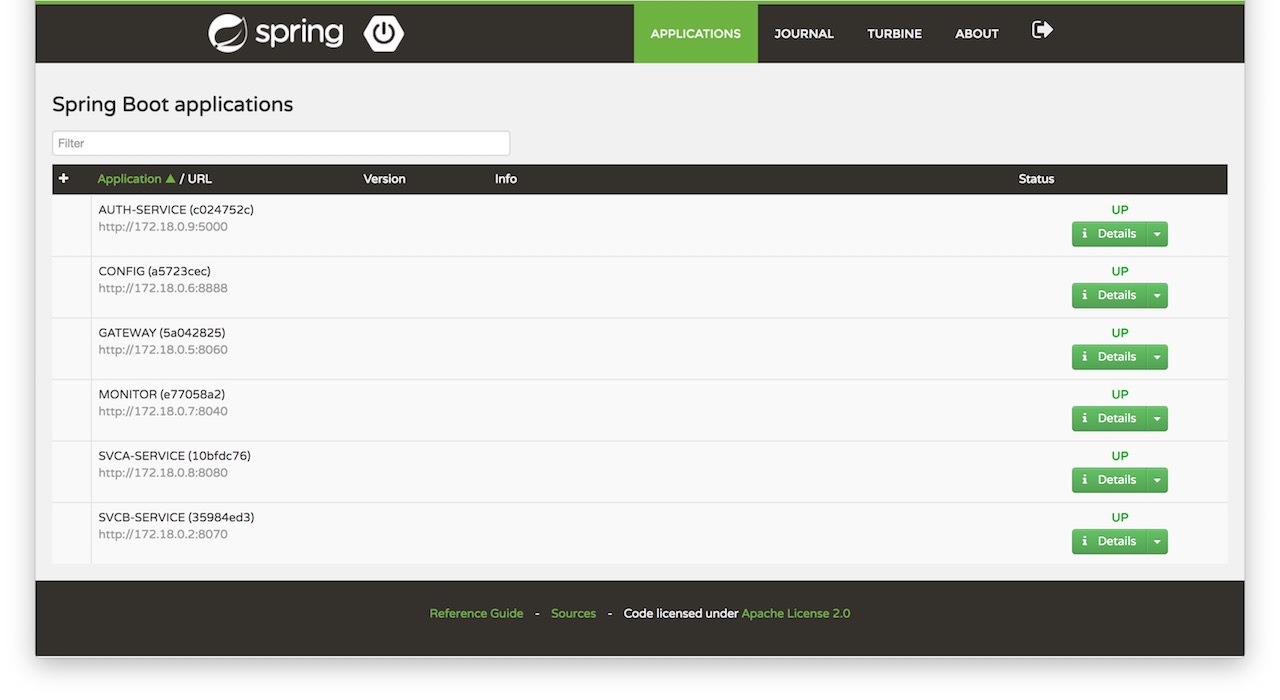 spring
APPLICATIONS JOURNAL TURBINE ABOUT
Spring Boot applications
Filter
+ Application ▲ / URL Version Info Status
AUTH-SERVICE (c024752c) UP
http://172.18.0.9:5000 i Details
CONFIG (a5723cec) UP
http://172.18.0.6:8888 i Details
GATEWAY (5a042825) UP
http://172.18.0.5:8060 i Details
MONITOR (e77058a2) UP
http://172.18.0.7:8040 i Details
SVCA-SERVICE (10bfdc76) UP
http://172.18.0.8:8080 i Details
SVCB-SERVICE (35984ed3) UP
http://172.18.0.2:8070 i Details
Reference Guide - Sources - Code licensed under Apache License 2.0